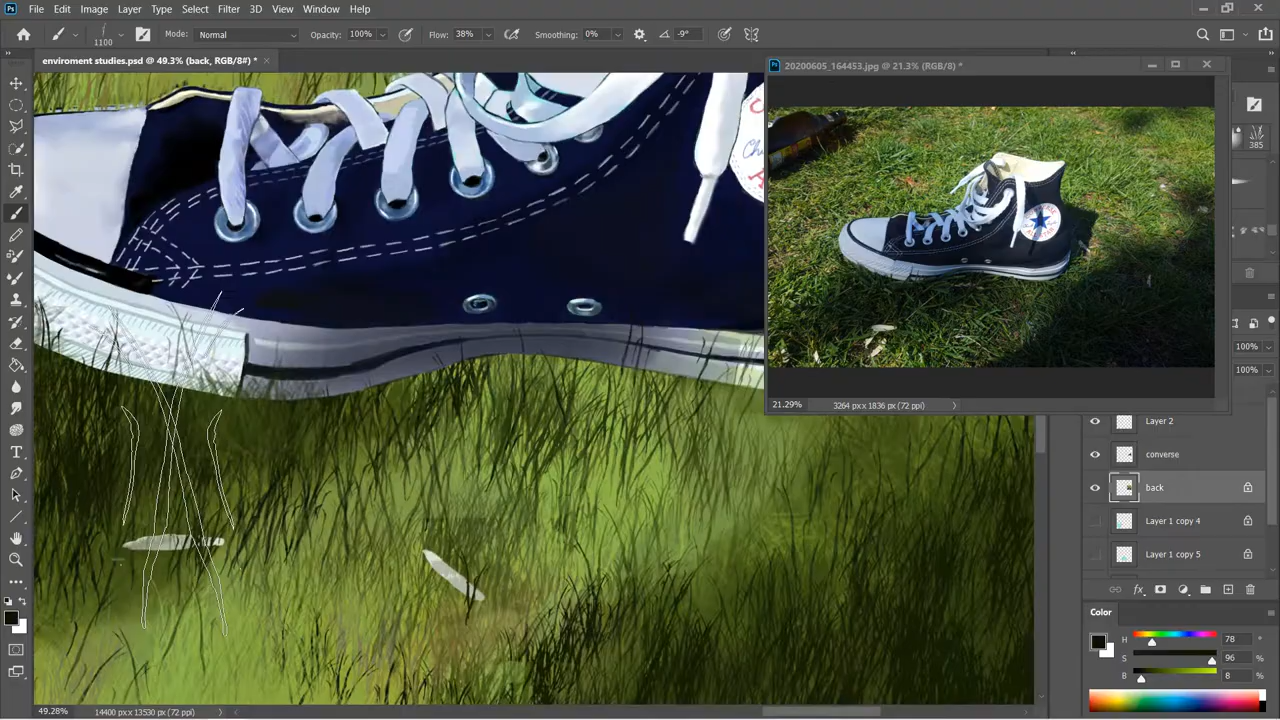 Ps File Edit Image Layer Type Select Filter 3D View Window Help
1100 Mode: Normal Opacity: 100% Flow: 38% Smoothing: 0% -9°
enviroment studies.psd @ 49.3% (back, RGB/8#) * ×
Ps 20200605_164453.jpg @ 21.3% (RGB/8) *
385
21.29% 3264 px x 1836 px (72 ppi)
100%
100%
Layer 2
converse
back
Layer 1 copy 4
Layer 1 copy 5
Color
H 78 °
S 96 %
B 8 %
49.28% 14400 px x 13530 px (72 ppi)